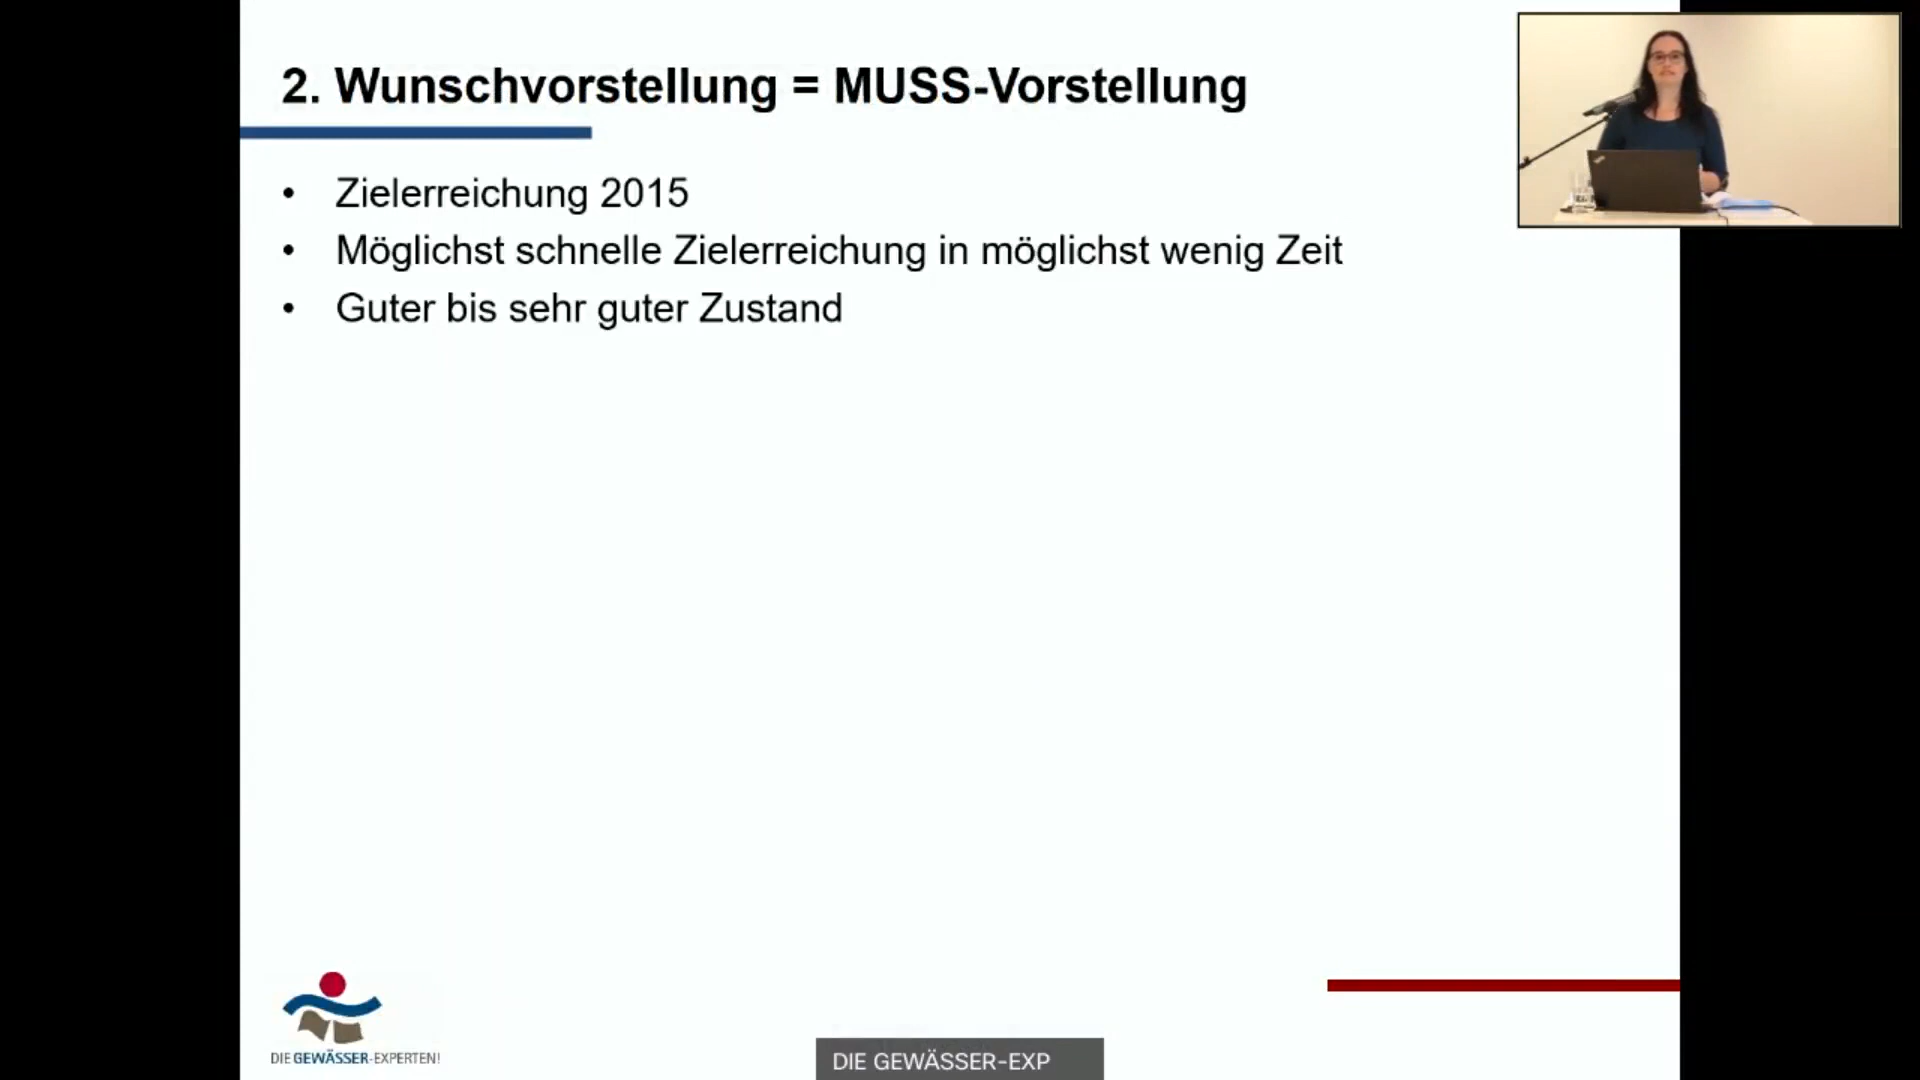 2. Wunschvorstellung = MUSS-Vorstellung
• Zielerreichung 2015
• Möglichst schnelle Zielerreichung in möglichst wenig Zeit
• Guter bis sehr guter Zustand
DIE GEWÄSSER-EXPERTEN!
DIE GEWÄSSER-EXP